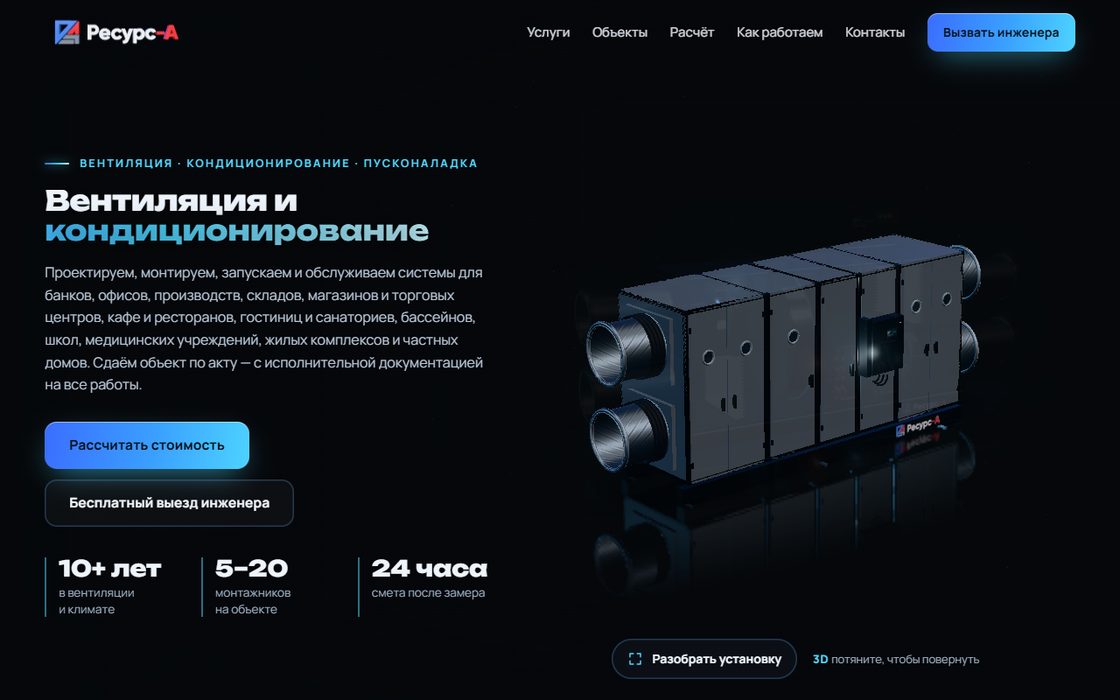 Ресурс-А
Услуги Объекты Расчёт Как работаем Контакты Вызвать инженера
ВЕНТИЛЯЦИЯ · КОНДИЦИОНИРОВАНИЕ · ПУСКОНАЛАДКА
Вентиляция и
кондиционирование
Проектируем, монтируем, запускаем и обслуживаем системы для
банков, офисов, производств, складов, магазинов и торговых
центров, кафе и ресторанов, гостиниц и санаториев, бассейнов,
школ, медицинских учреждений, жилых комплексов и частных
домов. Сдаём объект по акту — с исполнительной документацией
на все работы.
Рассчитать стоимость
Бесплатный выезд инженера
10+ лет
в вентиляции
и климате
5–20
монтажников
на объекте
24 часа
смета после замера
Ресурс-А
Разобрать установку
3D потяните, чтобы повернуть